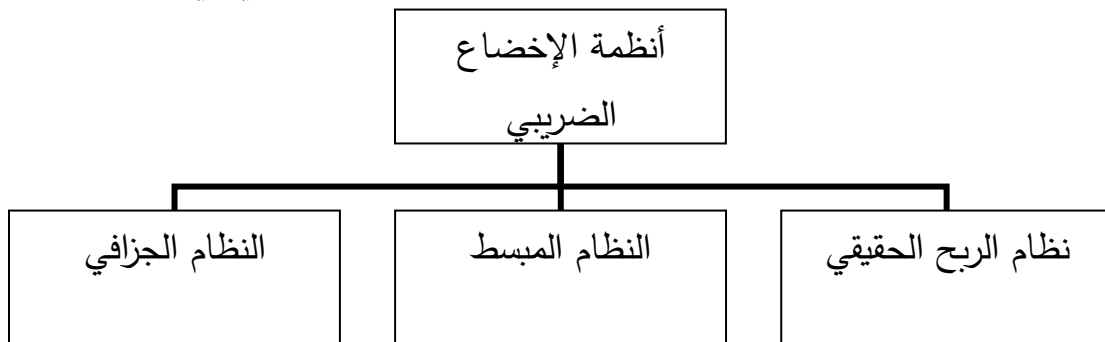 أنظمة الإخضاع
الضريبي
نظام الربح الحقيقي
النظام المبسط
النظام الجزافي